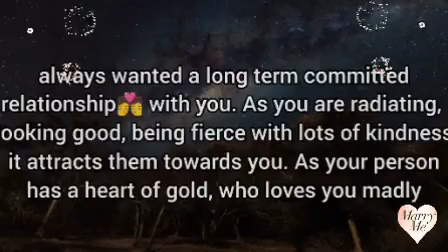 always wanted a long term committed
relationship💏 with you. As you are radiating,
ooking good, being fierce with lots of kindness
it attracts them towards you. As your person
has a heart of gold, who loves you madly
Marry
Me